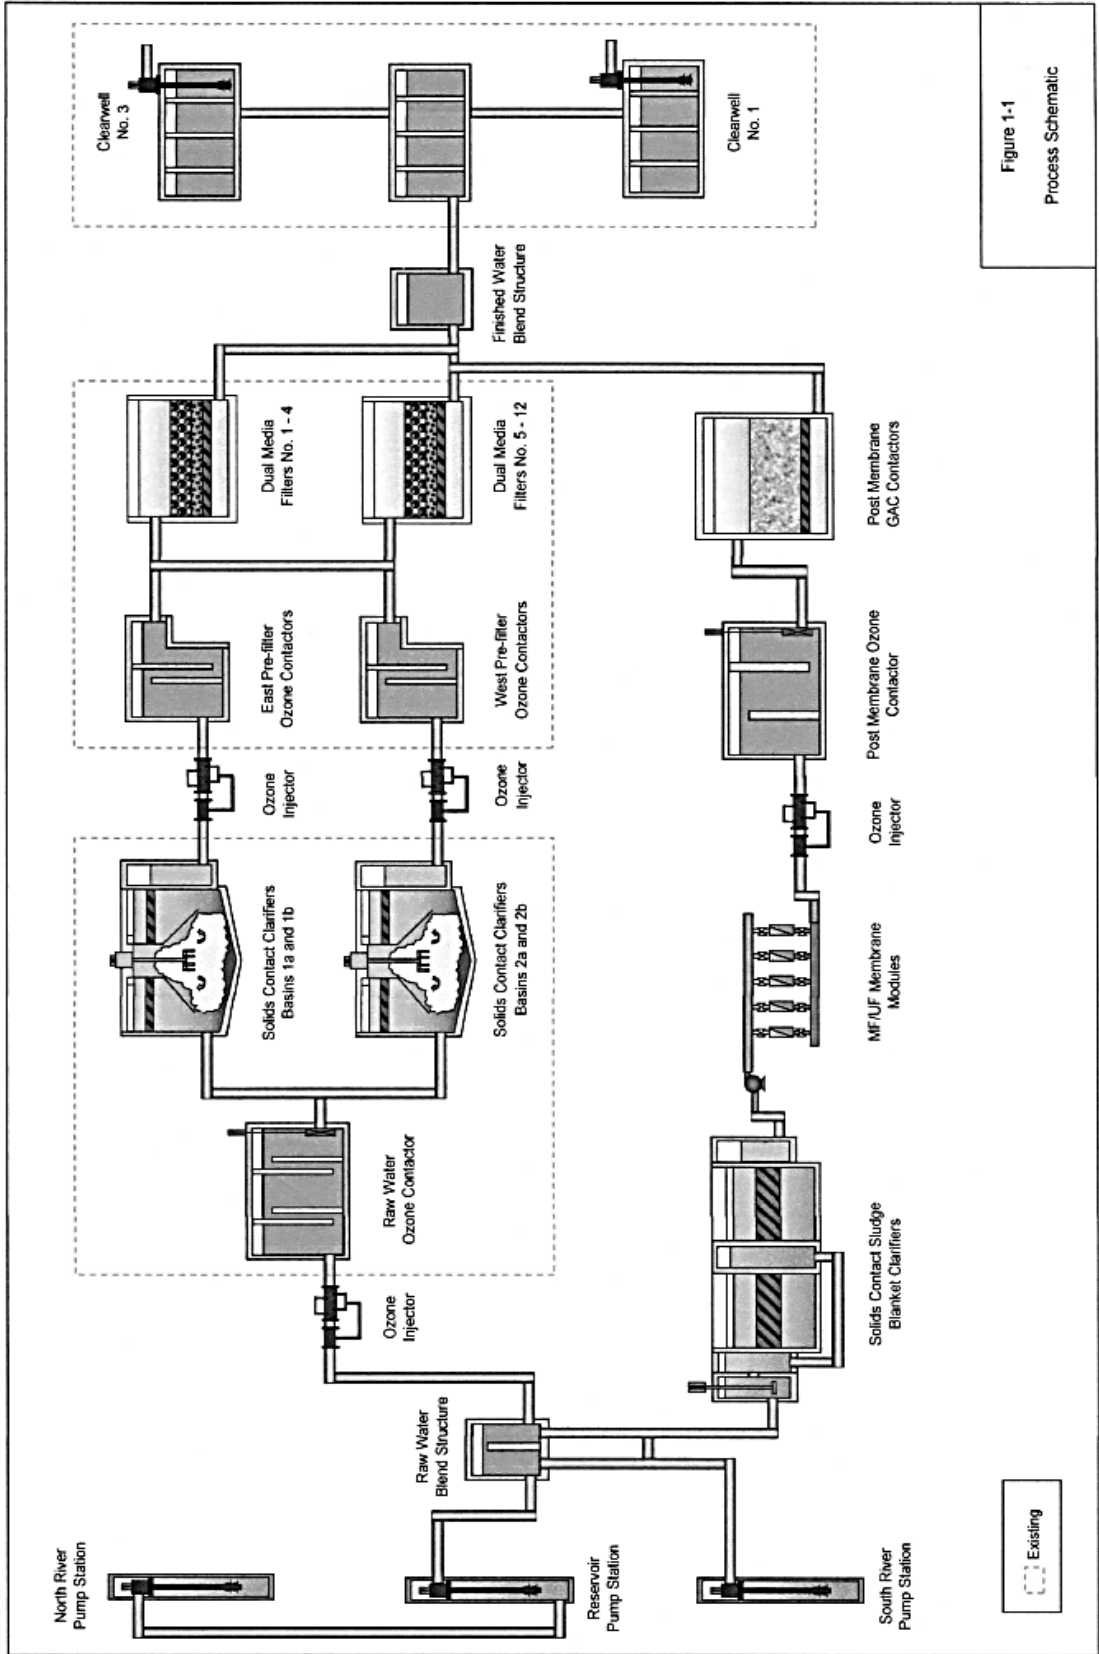 North River
Pump Station
Reservoir
Pump Station
South River
Pump Station
Raw Water
Blend Structure
Ozone
Injector
Raw Water
Ozone Contactor
Solids Contact Clarifiers
Basins 1a and 1b
Solids Contact Clarifiers
Basins 2a and 2b
Ozone
Injector
Ozone
Injector
East Pre-filter
Ozone Contactors
West Pre-filter
Ozone Contactors
Dual Media
Filters No. 1 - 4
Dual Media
Filters No. 5 - 12
Finished Water
Blend Structure
Clearwell
No. 3
Clearwell
No. 1
Solids Contact Sludge
Blanket Clarifiers
MF/UF Membrane
Modules
Ozone
Injector
Post Membrane Ozone
Contactor
Post Membrane
GAC Contactors
Existing
Figure 1-1
Process Schematic